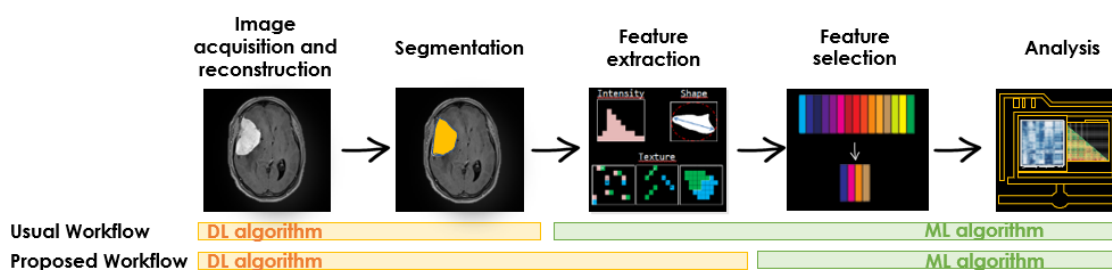 Image
acquisition and
reconstruction
Segmentation
Feature
extraction
Feature
selection
Analysis
Intensity
Shape
Texture
Usual Workflow
DL algorithm
ML algorithm
Proposed Workflow
DL algorithm
ML algorithm